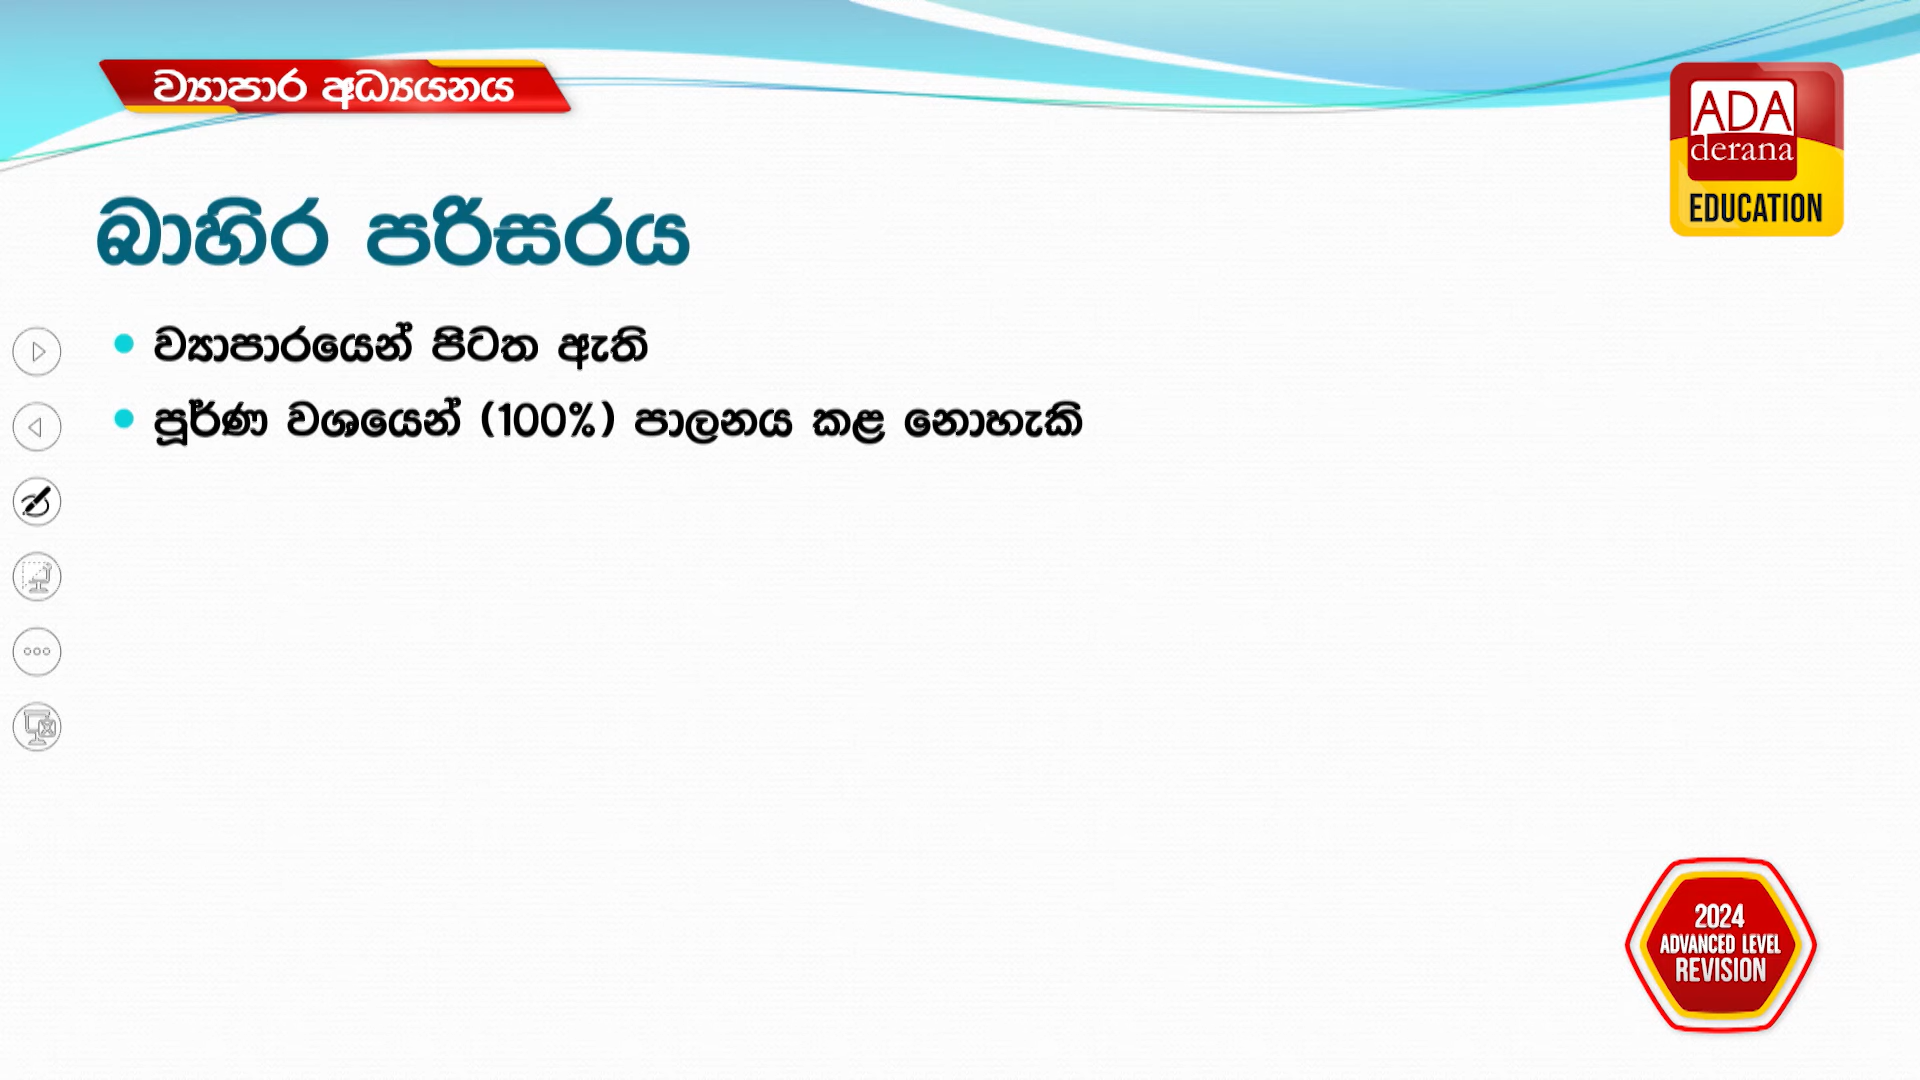 ව්‍යාපාර අධ්‍යයනය
ADA
derana
EDUCATION
බාහිර පරිසරය
ව්‍යාපාරයෙන් පිටත ඇති
පූර්ණ වශයෙන් (100%) පාලනය කළ නොහැකි
2024
ADVANCED LEVEL
REVISION